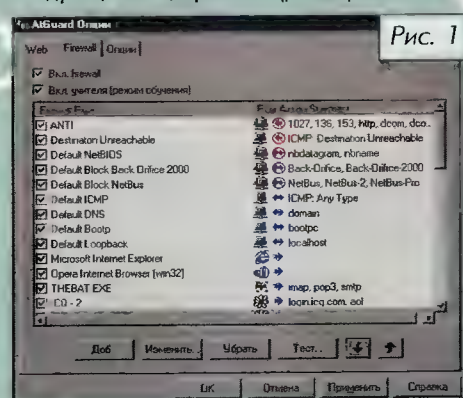 AtGuard Опции
Рис. 1
Web Firewall Опции
Вкл. firewall
Вкл. учителя (режим обучения)
ANTI 1027, 136, 153, http, dcom, dco..
Destination Unreachable ICMP: Destination Unreachable
Default NetBIOS nbdatagram, nbname
Default Block Back Orifice 2000 Back-Orifice, Back-Orifice-2000
Default Block NetBus NetBus, NetBus-2, NetBus-Pro
Default ICMP ICMP: Any Type
Default DNS domain
Default Bootp bootpc
Default Loopback localhost
Microsoft Internet Explorer
Opera Internet Browser [win32]
THEBAT EXE imap, pop3, smtp
ICQ - 2 login.icq.com, aol
Доб Изменить.. Убрать Тест..
OK Отмена Применить Справка